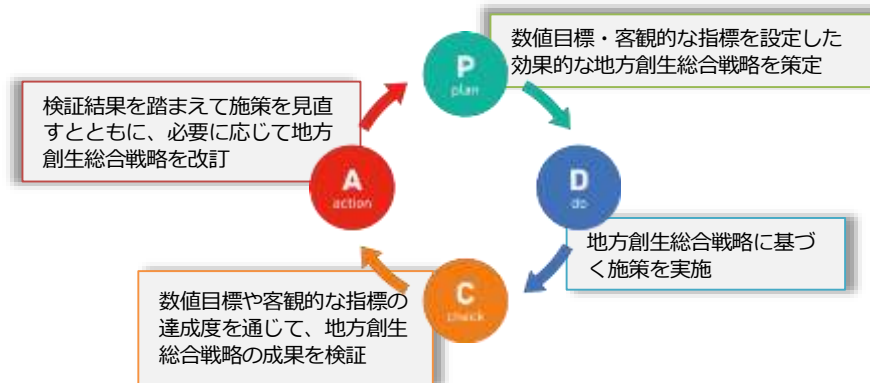 数値目標・客観的な指標を設定した
効果的な地方創生総合戦略を策定
P
plan
検証結果を踏まえて施策を見直
すとともに、必要に応じて地方
創生総合戦略を改訂
A
action
D
do
地方創生総合戦略に基づ
く施策を実施
C
check
数値目標や客観的な指標の
達成度を通じて、地方創生
総合戦略の成果を検証